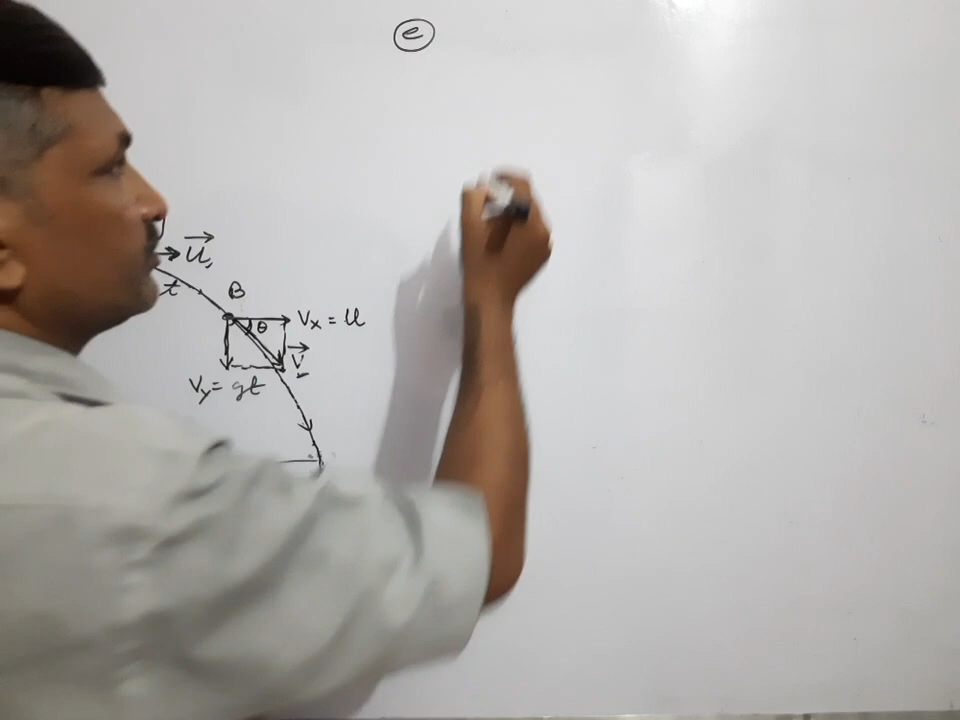 e
u
t
B
θ
Vx = u
V
Vy = gt